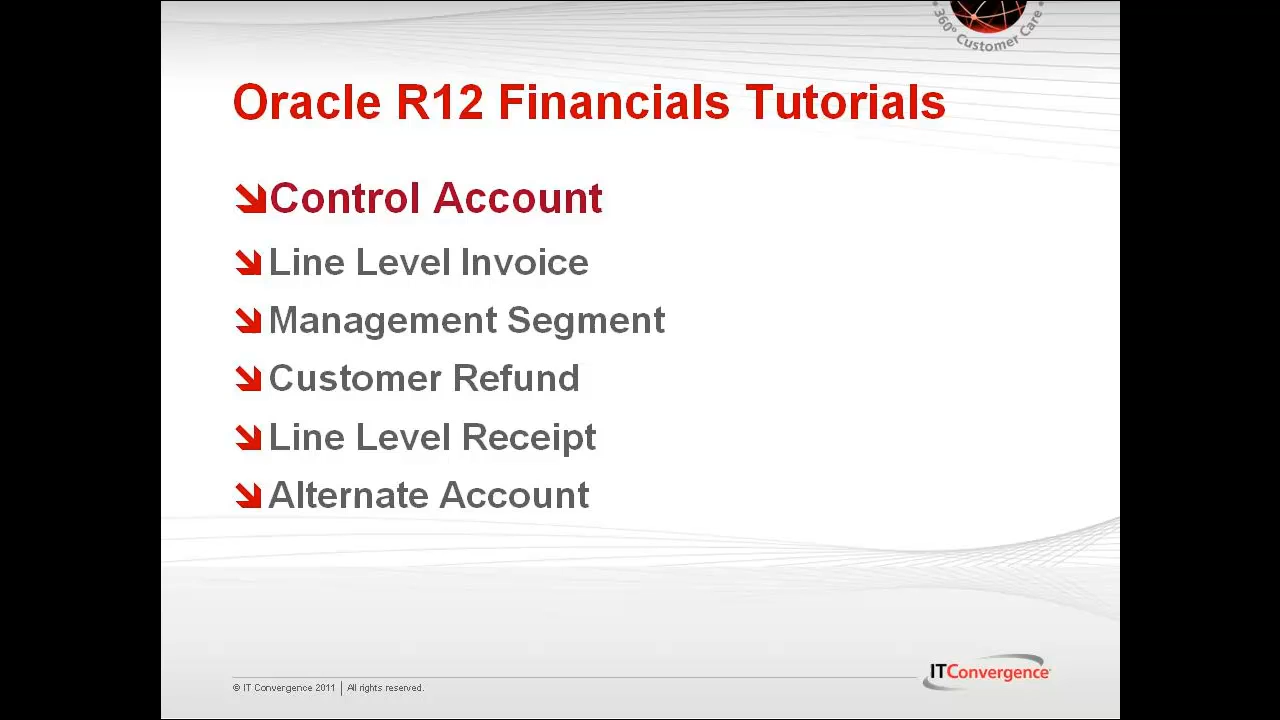 360° Customer Care
Oracle R12 Financials Tutorials
Control Account
Line Level Invoice
Management Segment
Customer Refund
Line Level Receipt
Alternate Account
© IT Convergence 2011 | All rights reserved.
ITConvergence